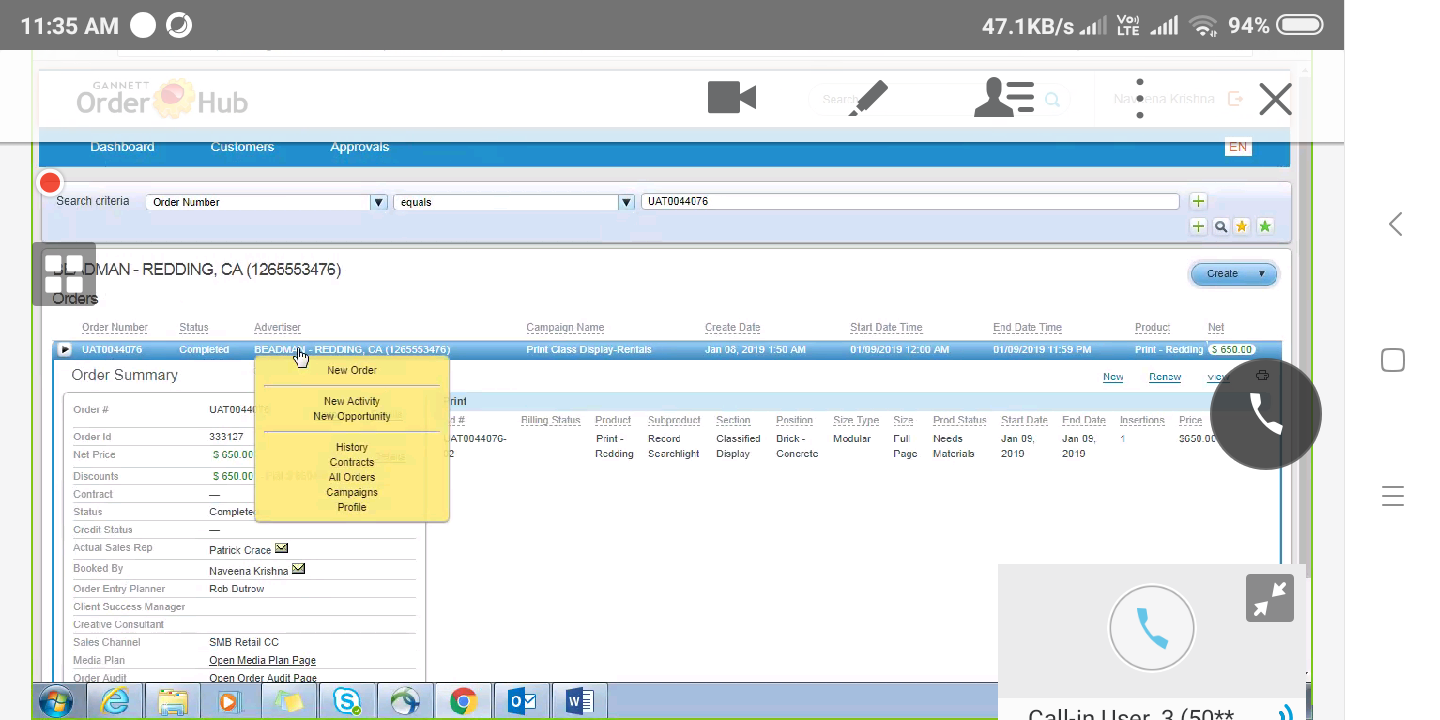 11:35 AM 47.1KB/s Vo) LTE 94%
GANNETT
Order Hub Search Naveena Krishna
Dashboard Customers Approvals EN
Search criteria Order Number equals UAT0044076
BEADMAN - REDDING, CA (1265553476) Create
Orders
Order Number Status Advertiser Campaign Name Create Date Start Date Time End Date Time Product Net
UAT0044076 Completed BEADMAN - REDDING, CA (1265553476) Print Class Display-Rentals Jan 08, 2019 1:50 AM 01/09/2019 12:00 AM 01/09/2019 11:59 PM Print - Redding $ 650.00
Order Summary New Renew View
New Order
New Activity
New Opportunity
History
Contracts
All Orders
Campaigns
Profile
Order # UAT0044076
Order Id 333127
Net Price $ 650.00
Discounts $ 650.00
Contract —
Status Completed
Credit Status —
Actual Sales Rep Patrick Crace
Booked By Naveena Krishna
Order Entry Planner Rob Dutrow
Client Success Manager
Creative Consultant
Sales Channel SMB Retail CC
Media Plan Open Media Plan Page
Order Audit Open Order Audit Page
Print
Billing Status Product Subproduct Section Position Size Type Size Prod Status Start Date End Date Insertions Price
UAT0044076- Print - Record Classified Brick - Modular Full Needs Jan 09, Jan 09, 1 $650.00
02 Redding Searchlight Display Concrete Page Materials 2019 2019
Call-in User_3 (50**